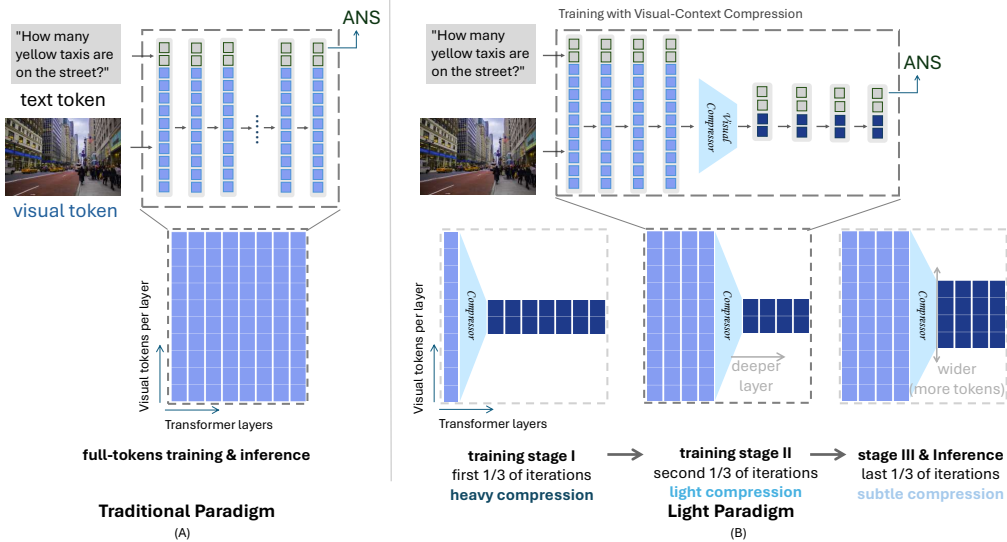 ANS
"How many
yellow taxis are
on the street?"
text token
visual token
Visual tokens per layer
Transformer layers
full-tokens training & inference
Traditional Paradigm
(A)
Training with Visual-Context Compression
"How many
yellow taxis are
on the street?"
Visual
Compressor
ANS
Visual tokens per layer
Compressor
Transformer layers
Compressor
deeper
layer
Compressor
wider
(more tokens)
training stage I
first 1/3 of iterations
heavy compression
training stage II
second 1/3 of iterations
light compression
stage III & Inference
last 1/3 of iterations
subtle compression
Light Paradigm
(B)